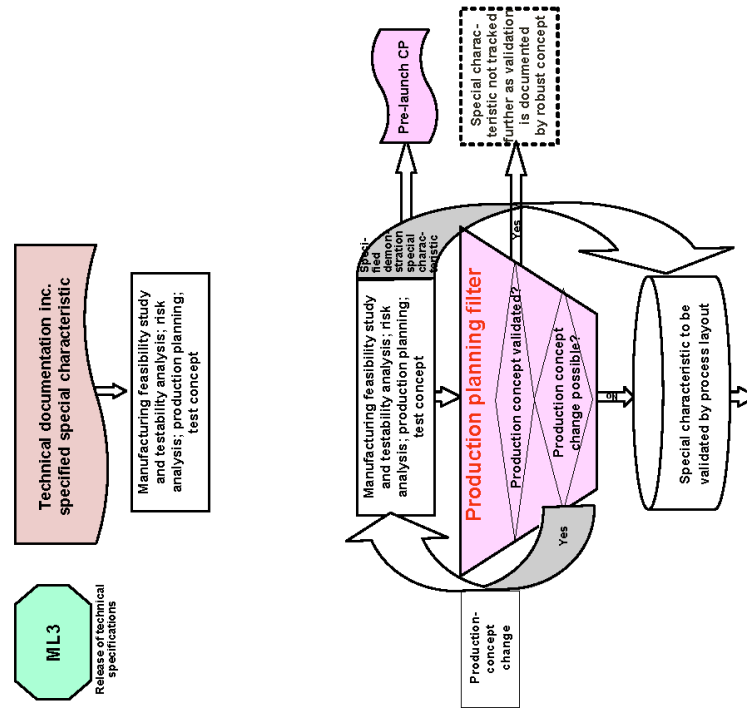 ML3
Release of technical
specifications
Technical documentation inc.
specified special characteristic
Manufacturing feasibility study
and testability analysis; risk
analysis; production planning;
test concept
Pre-launch CP
Special charac-
teristic not tracked
further as validation
is documented
by robust concept
Speci-
fied
demon-
stration
special
charac-
teristic
Manufacturing feasibility study
and testability analysis; risk
analysis; production planning;
test concept
Production planning filter
Production concept validated?
Yes
Production concept
change possible?
Yes
No
Production-
concept
change
Special characteristic to be
validated by process layout